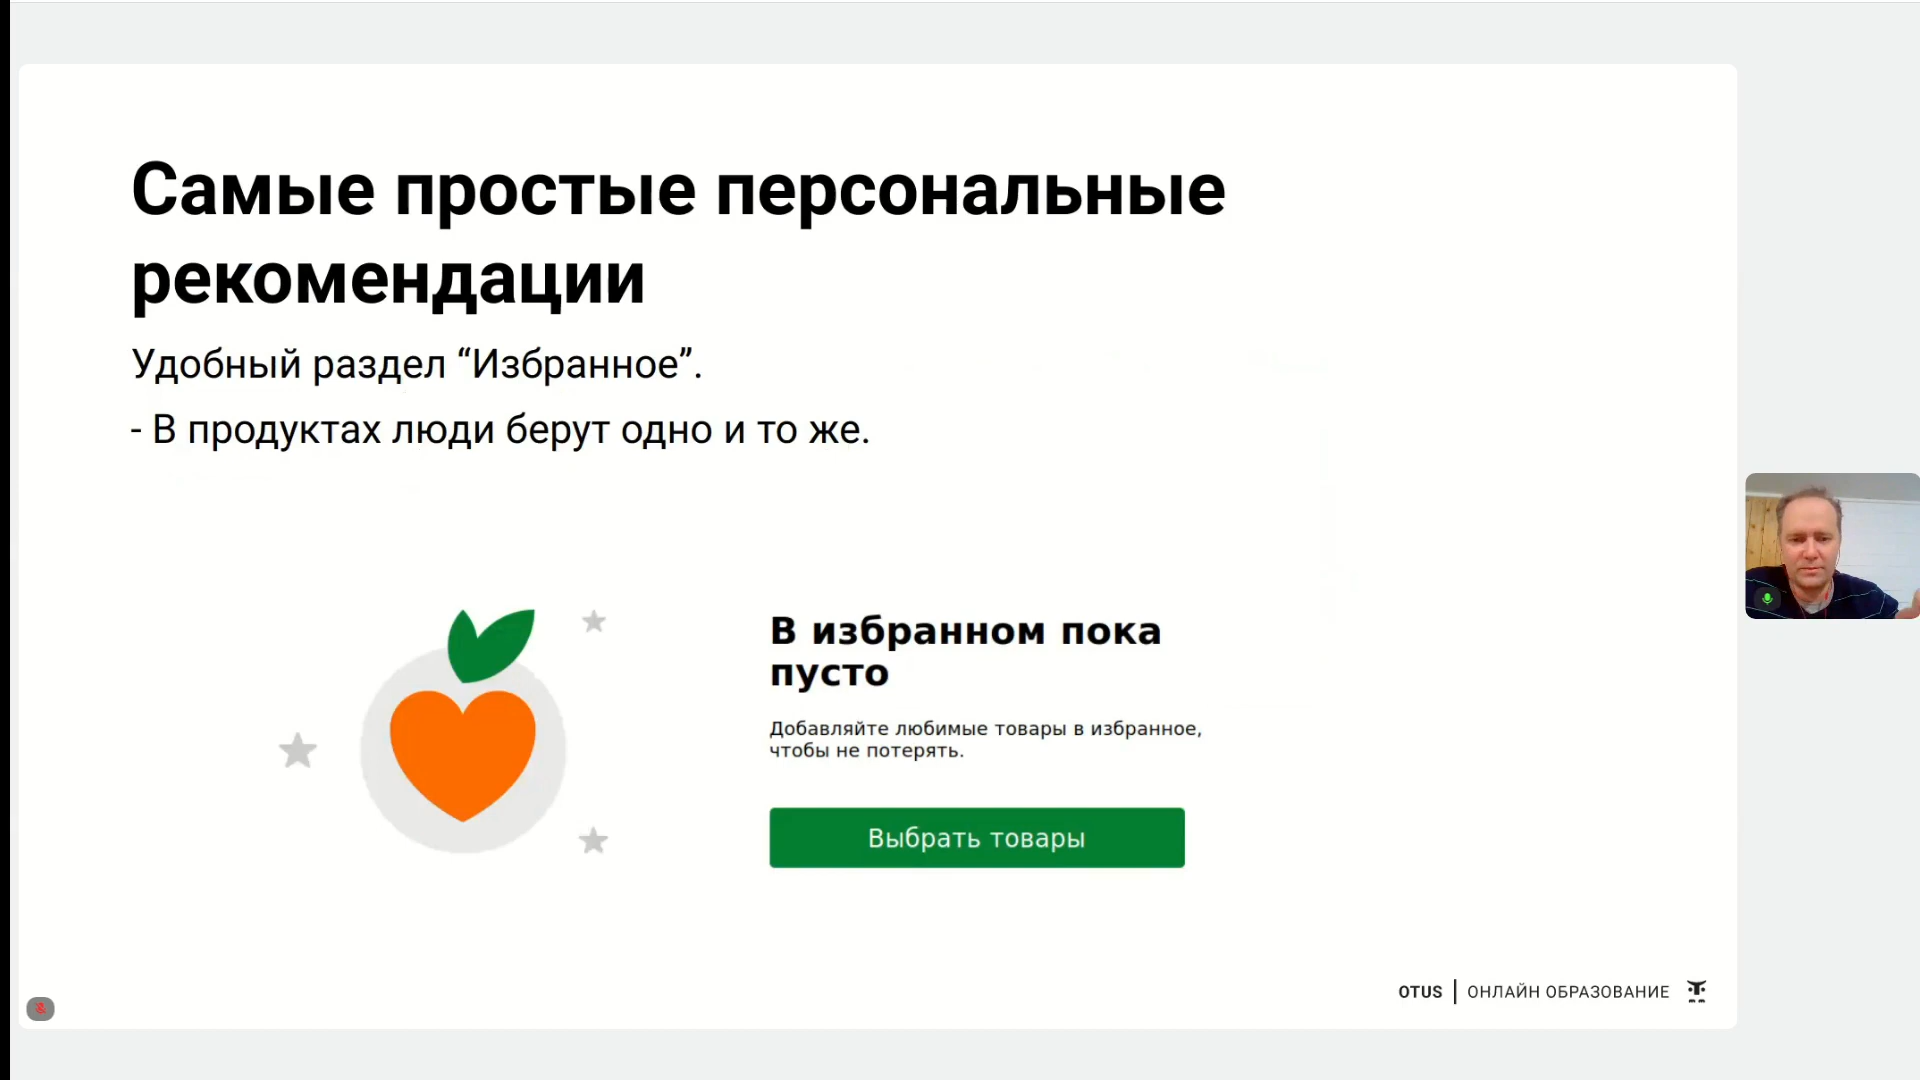 Самые простые персональные
рекомендации
Удобный раздел “Избранное”.
- В продуктах люди берут одно и то же.
В избранном пока
пусто
Добавляйте любимые товары в избранное,
чтобы не потерять.
Выбрать товары
OTUS | ОНЛАЙН ОБРАЗОВАНИЕ